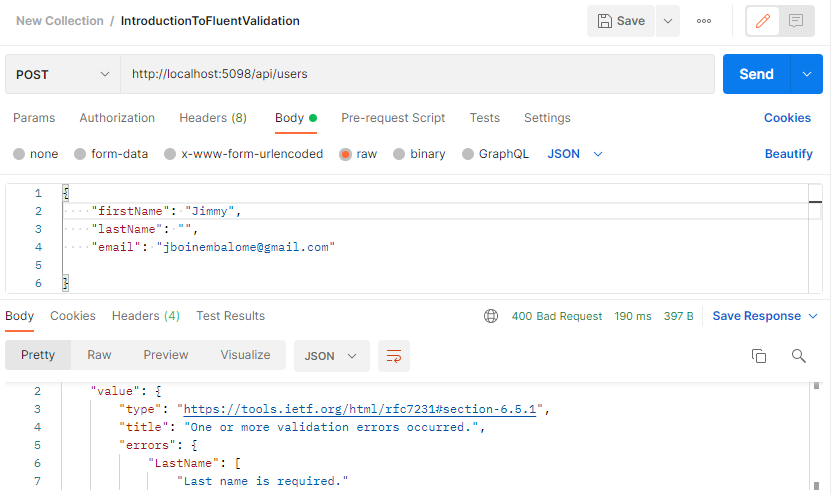 New Collection / IntroductionToFluentValidation
Save
POST
http://localhost:5098/api/users
Send
Params Authorization Headers (8) Body Pre-request Script Tests Settings Cookies
none form-data x-www-form-urlencoded raw binary GraphQL JSON Beautify
1 {
2 "firstName": "Jimmy",
3 "lastName": "",
4 "email": "jboinembalome@gmail.com"
5
6 }
Body Cookies Headers (4) Test Results 400 Bad Request 190 ms 397 B Save Response
Pretty Raw Preview Visualize JSON
2 "value": {
3 "type": "https://tools.ietf.org/html/rfc7231#section-6.5.1",
4 "title": "One or more validation errors occurred.",
5 "errors": {
6 "LastName": [
7 "Last name is required."